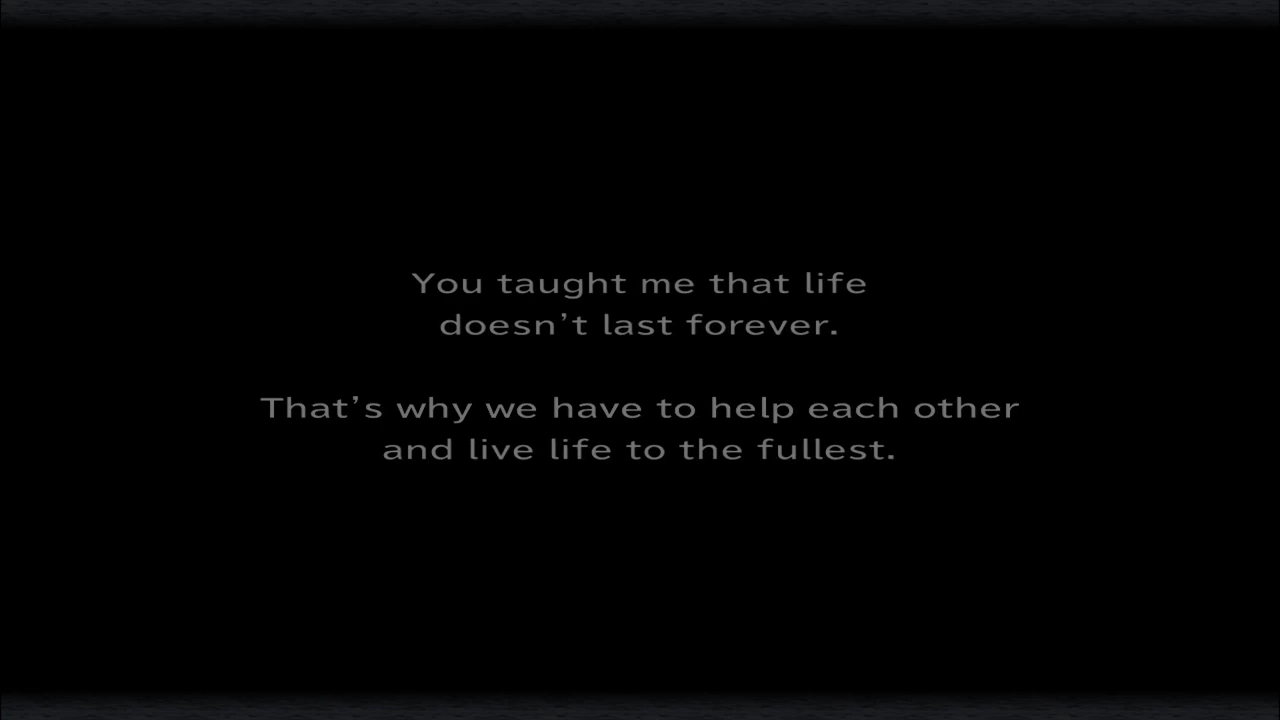 You taught me that life
doesn’t last forever.
That’s why we have to help each other
and live life to the fullest.